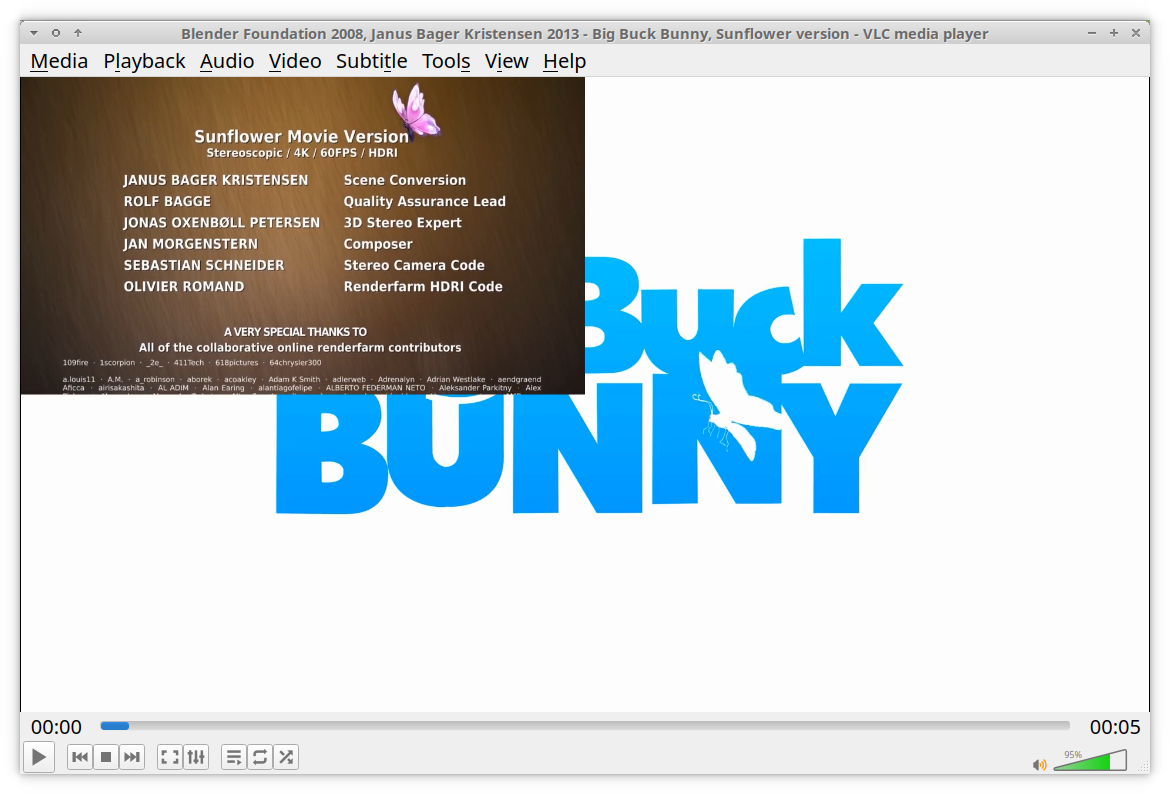 Blender Foundation 2008, Janus Bager Kristensen 2013 - Big Buck Bunny, Sunflower version - VLC media player
Media Playback Audio Video Subtitle Tools View Help
Sunflower Movie Version
Stereoscopic / 4K / 60FPS / HDRI
JANUS BAGER KRISTENSEN Scene Conversion
ROLF BAGGE Quality Assurance Lead
JONAS OXENBØLL PETERSEN 3D Stereo Expert
JAN MORGENSTERN Composer
SEBASTIAN SCHNEIDER Stereo Camera Code
OLIVIER ROMAND Renderfarm HDRI Code
A VERY SPECIAL THANKS TO
All of the collaborative online renderfarm contributors
109fire · 1scorpion · _2e_ · 411Tech · 618pictures · 64chrysler300
a.louis11 · A.M. · a_robinson · aborek · acoakley · Adam K Smith · adlerweb · Adrenalyn · Adrian Westlake · aendgraend
Aficca · airisakashita · AL ADiM · Alan Earing · alantiagofelipe · ALBERTO FEDERMAN NETO · Aleksander Parkitny · Alex
Buck
BUNNY
00:00 00:05
95%